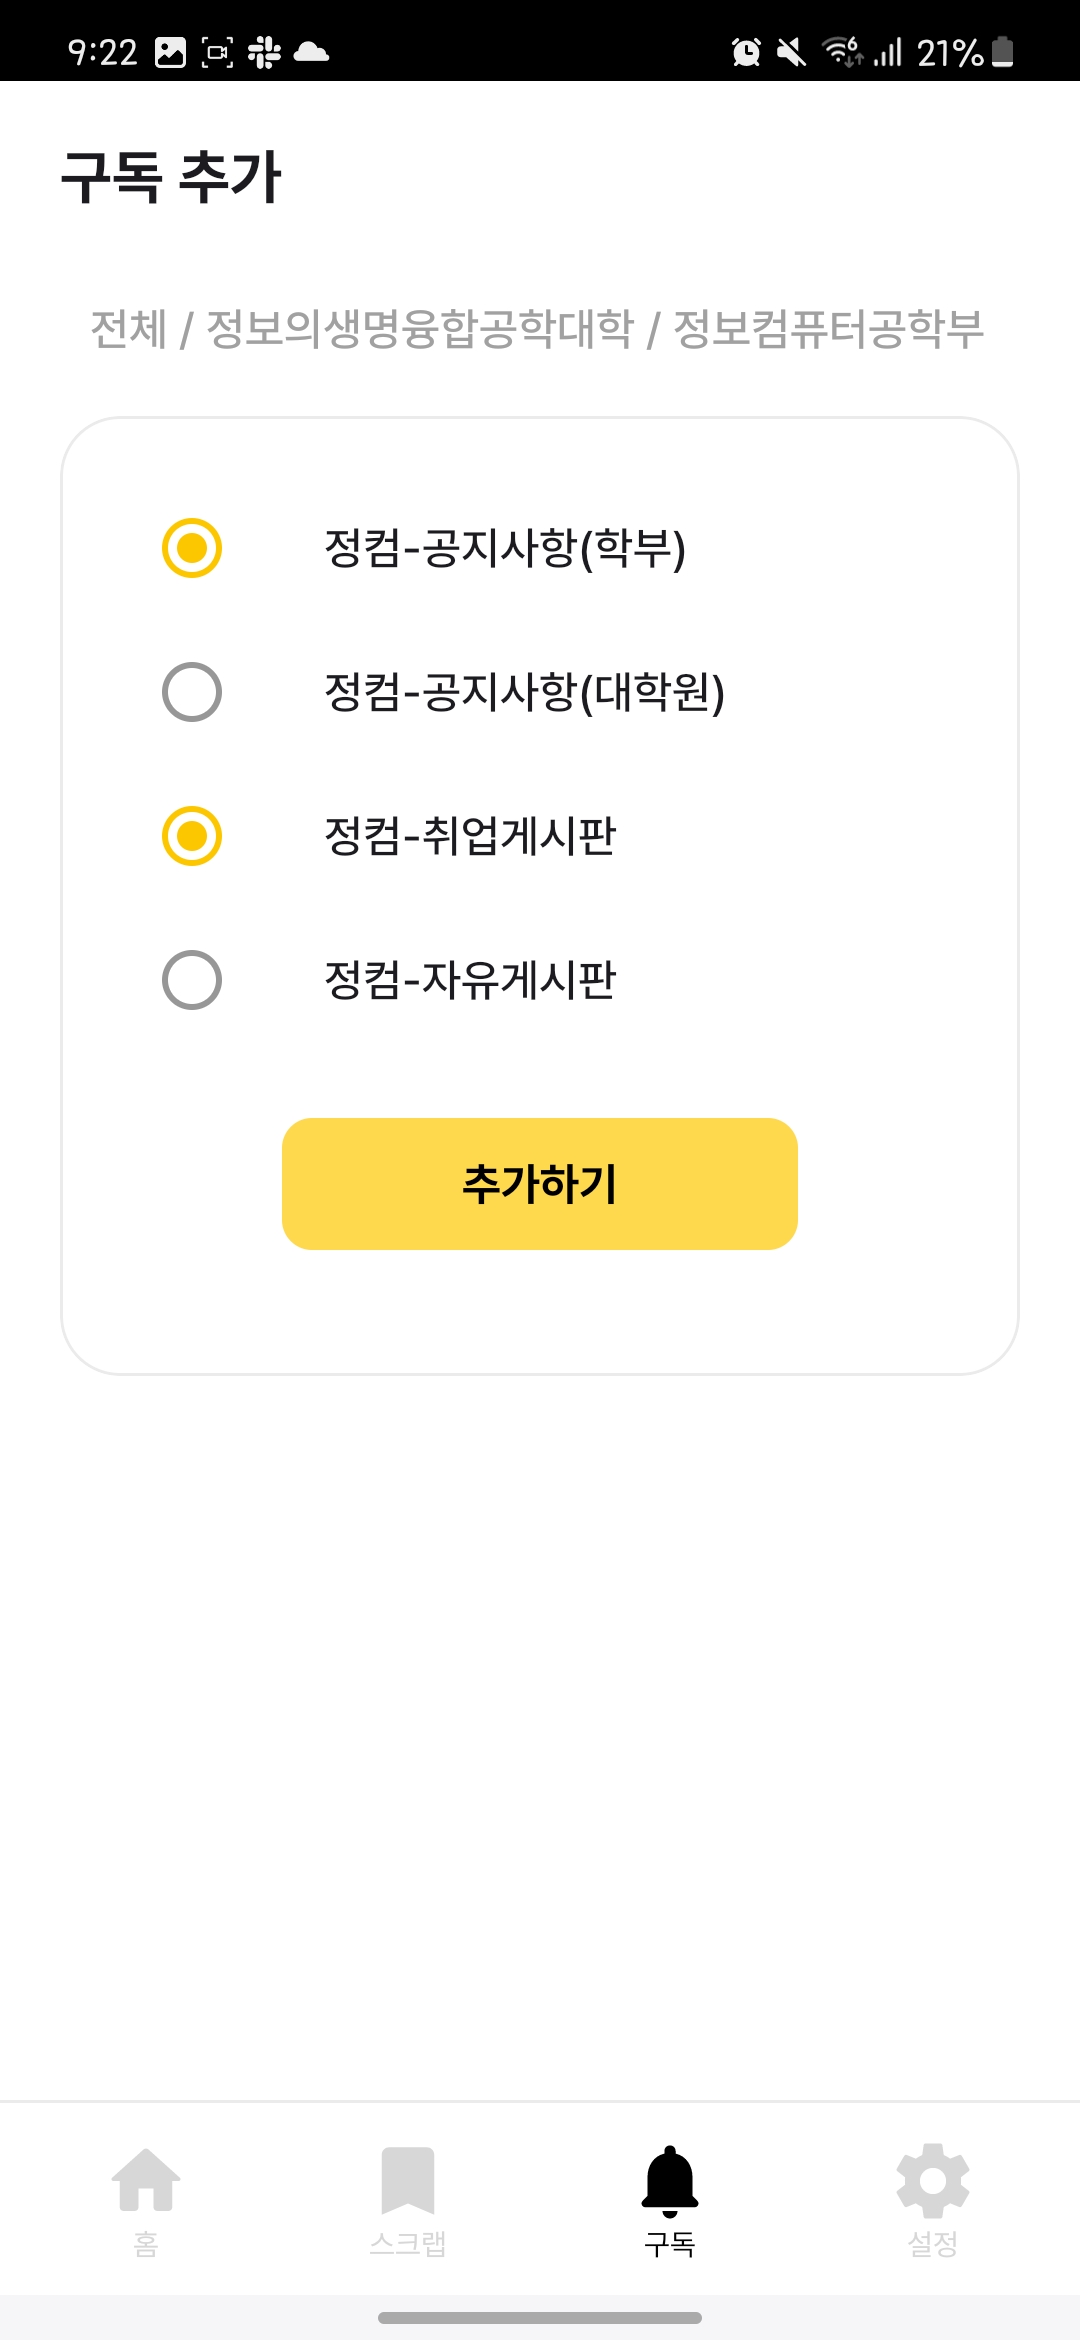 9:22 6 21%
구독 추가
전체 / 정보의생명융합공학대학 / 정보컴퓨터공학부
정컴-공지사항(학부)
정컴-공지사항(대학원)
정컴-취업게시판
정컴-자유게시판
추가하기
홈 스크랩 구독 설정